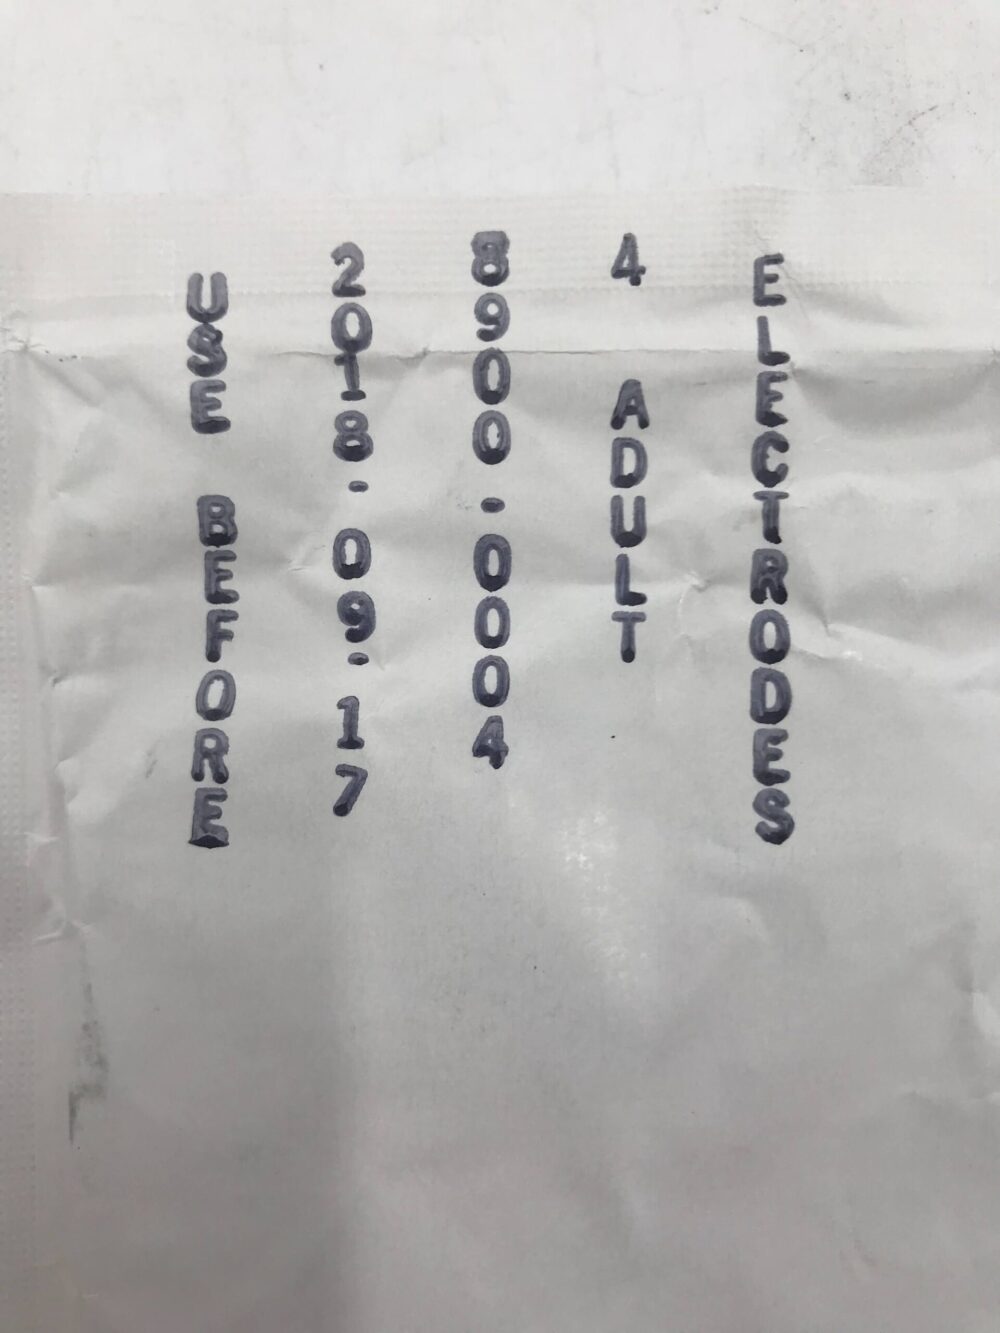 USE BEFORE
2018-09-17
8900-0004
4 ADULT
ELECTRODES